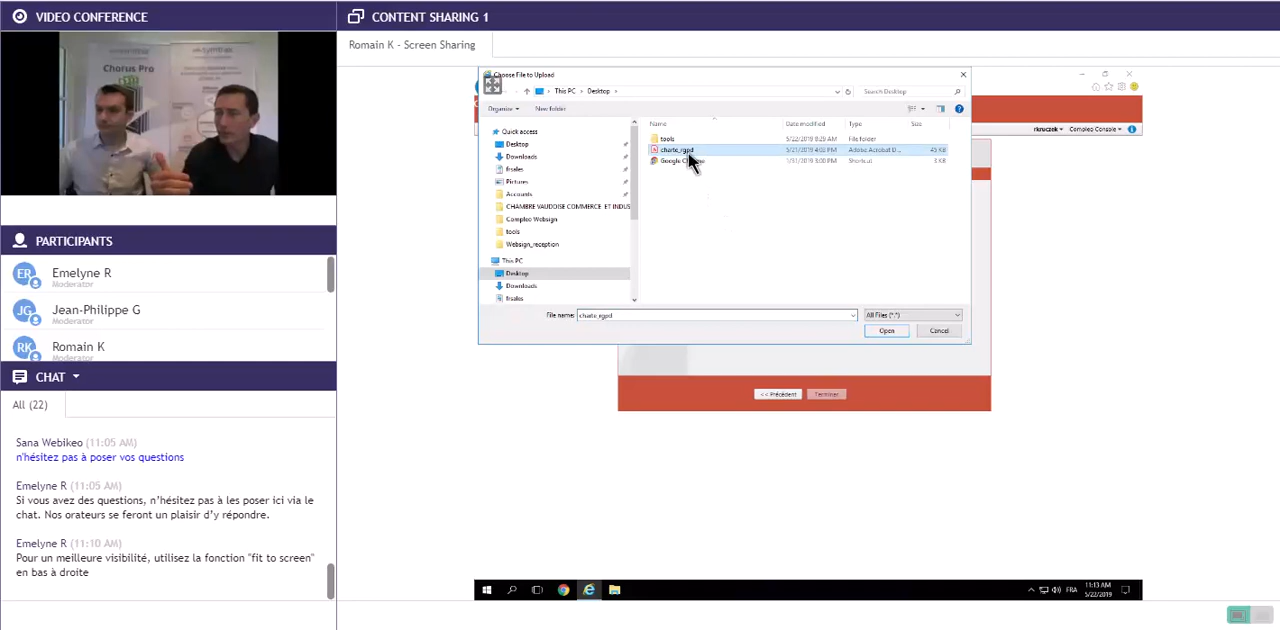 VIDEO CONFERENCE
Chorus Pro
symtrax
PARTICIPANTS
ER
Emelyne R
Moderator
JG
Jean-Philippe G
Moderator
RK
Romain K
Moderator
CHAT
All (22)
Sana Webikeo (11:05 AM)
n'hésitez pas à poser vos questions
Emelyne R (11:05 AM)
Si vous avez des questions, n'hésitez pas à les poser ici via le
chat. Nos orateurs se feront un plaisir d'y répondre.
Emelyne R (11:10 AM)
Pour un meilleure visibilité, utilisez la fonction "fit to screen"
en bas à droite
CONTENT SHARING 1
Romain K - Screen Sharing
Choose File to Upload
This PC > Desktop >
Search Desktop
Organize
New folder
Quick access
Desktop
Downloads
frsales
Pictures
Accounts
CHAMBRE VAUDOISE COMMERCE ET INDUS
Compleo Websign
tools
Websign_reception
This PC
Desktop
Downloads
frsales
Name Date modified Type Size
tools 5/22/2019 8:29 AM File folder
charte_rgpd 5/21/2019 4:02 PM Adobe Acrobat D... 45 KB
Google 1/31/2019 3:00 PM Shortcut 3 KB
File name: charte_rgpd
All Files (*.*)
Open
Cancel
rkruczek
Compleo Console
<< Précédent
Terminer
FRA
11:13 AM
5/22/2019